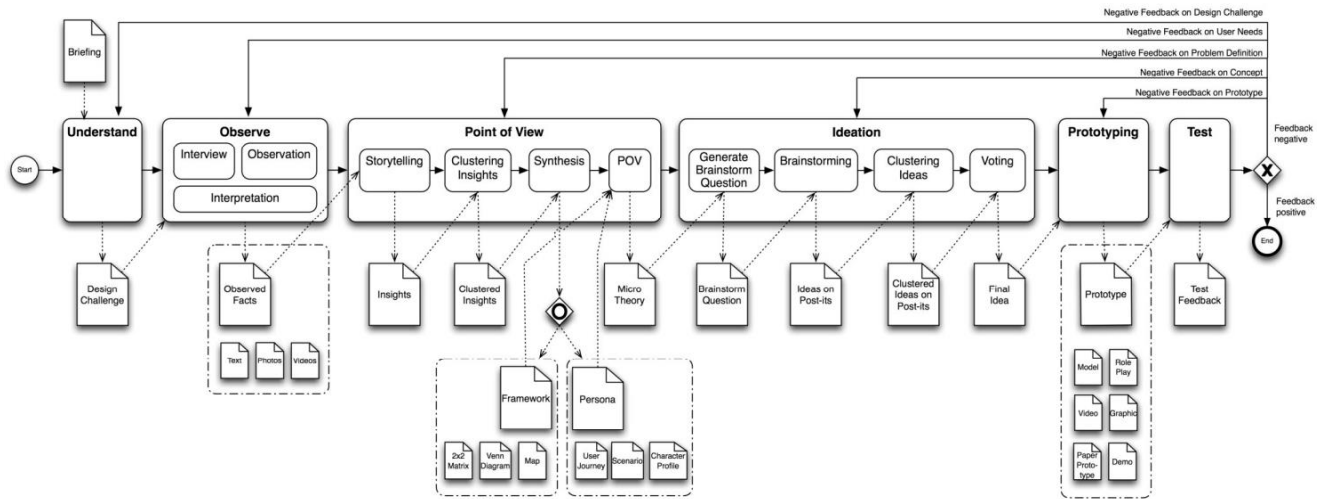 Negative Feedback on Design Challenge
Negative Feedback on User Needs
Negative Feedback on Problem Definition
Negative Feedback on Concept
Negative Feedback on Prototype
Briefing
Understand
Observe
Point of View
Ideation
Prototyping
Test
Feedback
negative
Start
Interview
Observation
Interpretation
Storytelling
Clustering
Insights
Synthesis
POV
Generate
Brainstorm
Question
Brainstorming
Clustering
Ideas
Voting
X
Feedback
positive
End
Design
Challenge
Observed
Facts
Insights
Clustered
Insights
Micro
Theory
Brainstorm
Question
Ideas on
Post-its
Clustered
Ideas on
Post-its
Final
Idea
Prototype
Test
Feedback
Text
Photos
Videos
Framework
Persona
Model
Role
Play
Video
Graphic
2x2
Matrix
Venn
Diagram
Map
User
Journey
Scenario
Character
Profile
Paper
Proto-
type
Demo